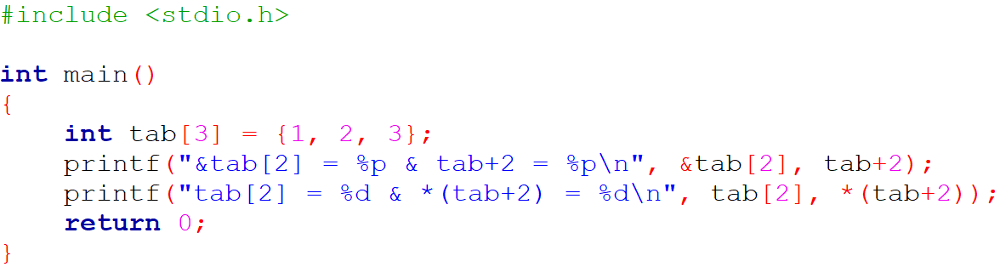 #include <stdio.h>
int main()
{
    int tab[3] = {1, 2, 3};
    printf("&tab[2] = %p & tab+2 = %p\n", &tab[2], tab+2);
    printf("tab[2] = %d & *(tab+2) = %d\n", tab[2], *(tab+2));
    return 0;
}